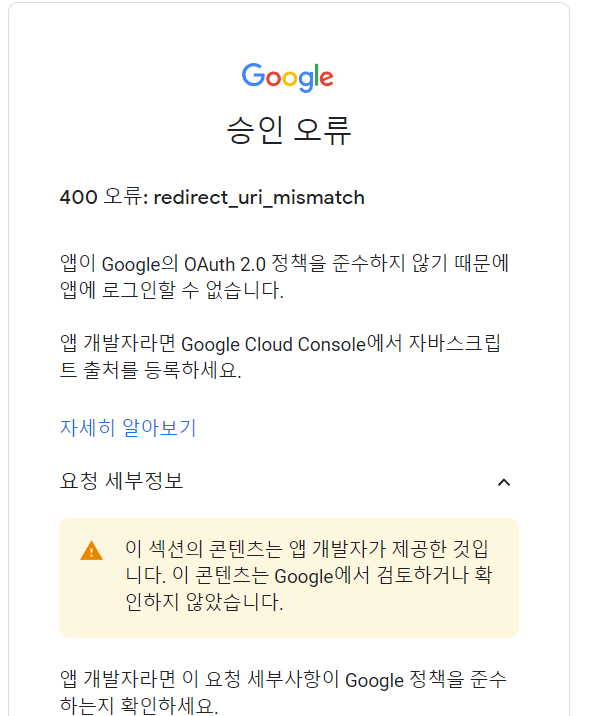 Google
승인 오류
400 오류: redirect_uri_mismatch
앱이 Google의 OAuth 2.0 정책을 준수하지 않기 때문에
앱에 로그인할 수 없습니다.
앱 개발자라면 Google Cloud Console에서 자바스크립
트 출처를 등록하세요.
자세히 알아보기
요청 세부정보
이 섹션의 콘텐츠는 앱 개발자가 제공한 것입
니다. 이 콘텐츠는 Google에서 검토하거나 확
인하지 않았습니다.
앱 개발자라면 이 요청 세부사항이 Google 정책을 준수
하는지 확인하세요.